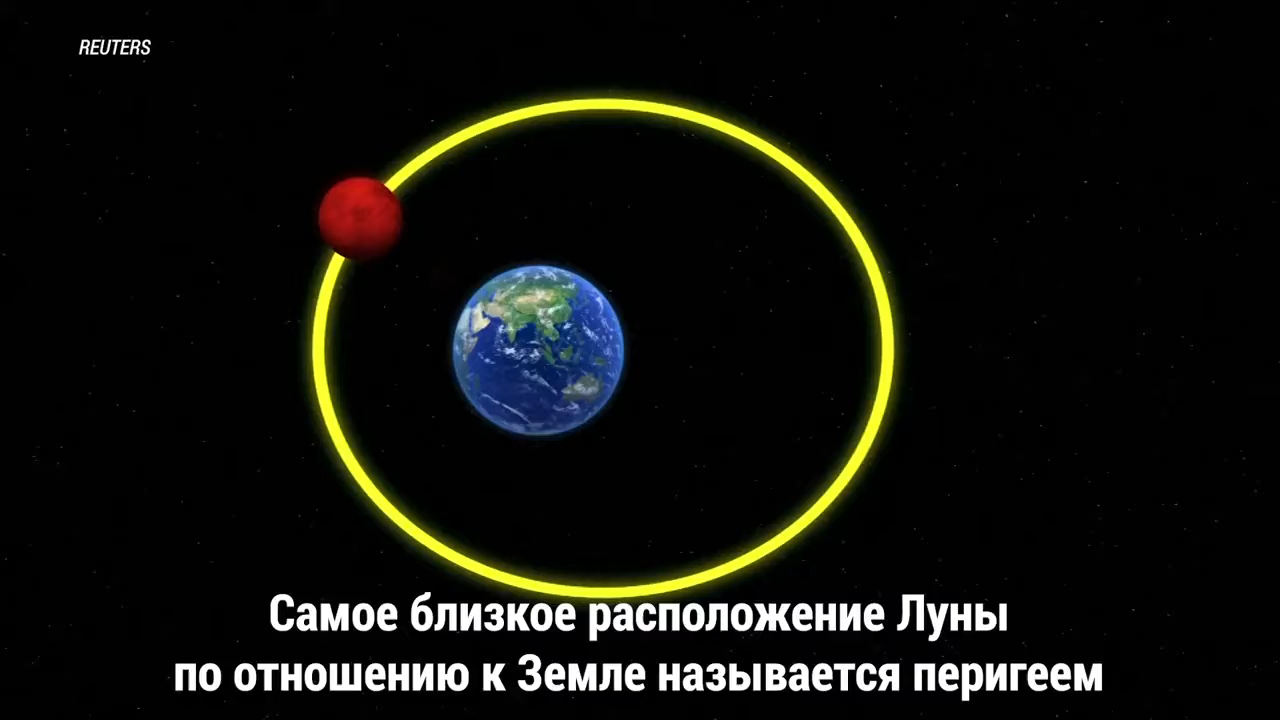 REUTERS
Самое близкое расположение Луны
по отношению к Земле называется перигеем